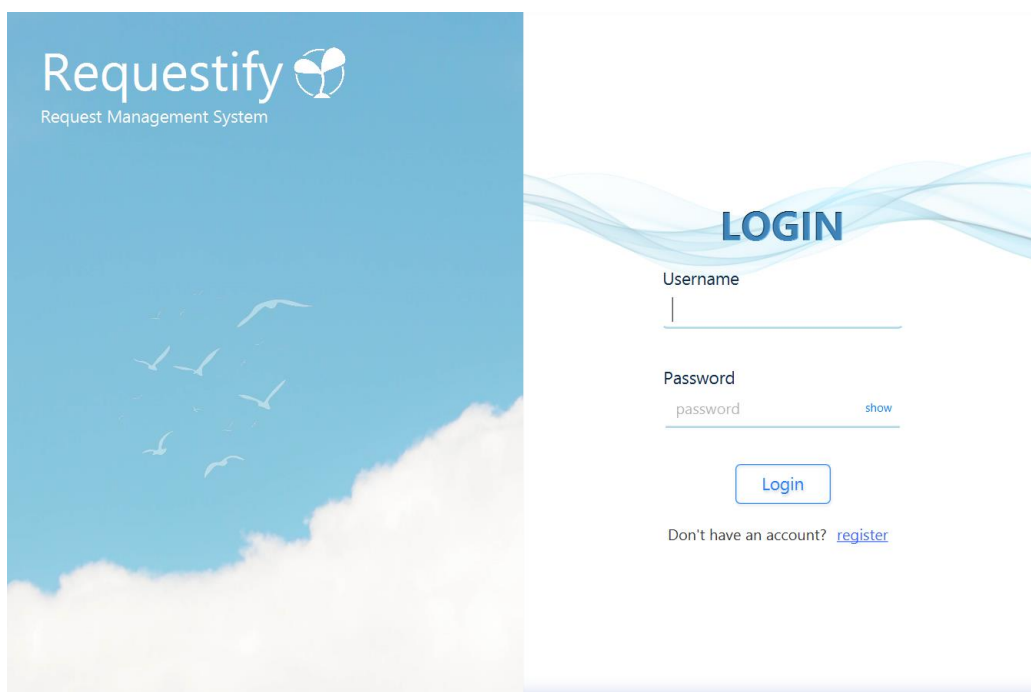 Requestify
Request Management System
LOGIN
Username
Password
password show
Login
Don't have an account? register